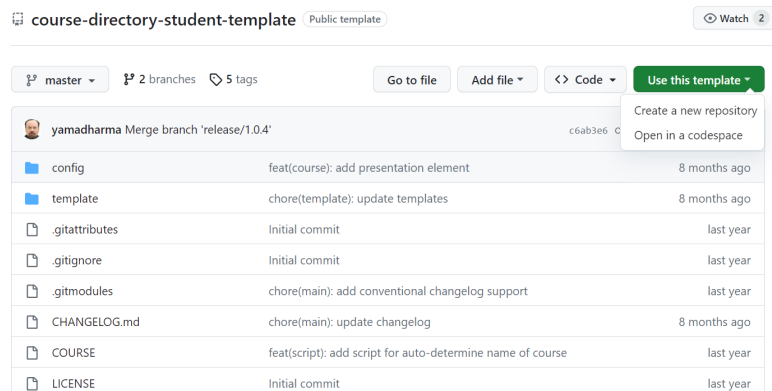 course-directory-student-template Public template Watch 2
master 2 branches 5 tags Go to file Add file Code Use this template
Create a new repository
Open in a codespace
yamadharma Merge branch 'release/1.0.4' c6ab3e6
config feat(course): add presentation element 8 months ago
template chore(template): update templates 8 months ago
.gitattributes Initial commit last year
.gitignore Initial commit last year
.gitmodules chore(main): add conventional changelog support last year
CHANGELOG.md chore(main): update changelog 8 months ago
COURSE feat(script): add script for auto-determine name of course last year
LICENSE Initial commit last year